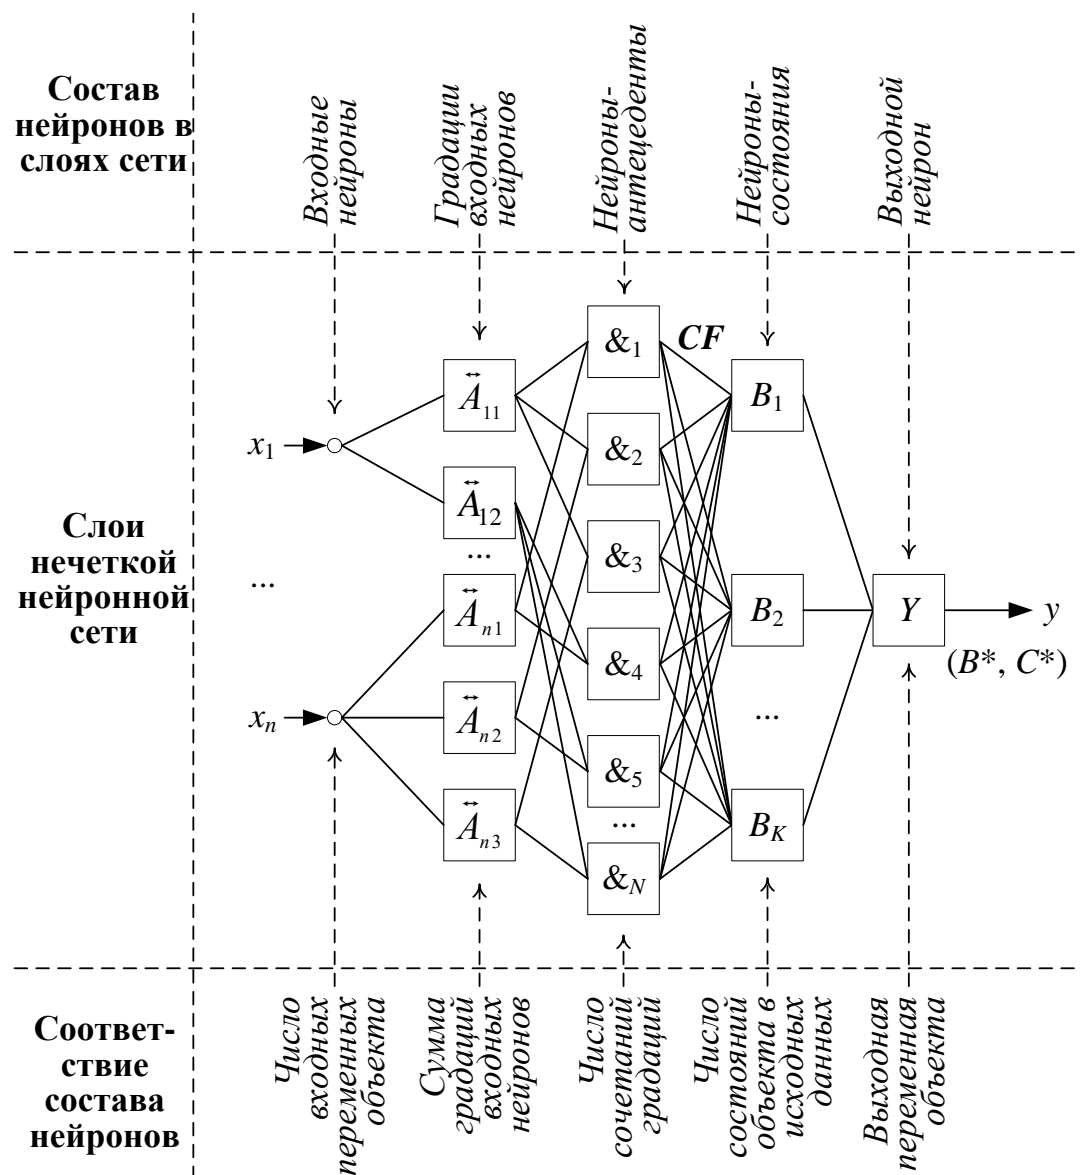 Состав
нейронов в
слоях сети
Входные
нейроны
Градации
входных
нейронов
Нейроны-
антецеденты
Нейроны-
состояния
Выходной
нейрон
Слои
нечеткой
нейронной
сети
x1
...
xn
A11
A12
...
An1
An2
An3
&1
&2
&3
&4
&5
...
&N
CF
B1
B2
...
BK
Y
y
(B*, C*)
Соответ-
ствие
состава
нейронов
Число
входных
переменных
объекта
Сумма
градаций
входных
нейронов
Число
сочетаний
градаций
Число
состояний
объекта в
исходных
данных
Выходная
переменная
объекта